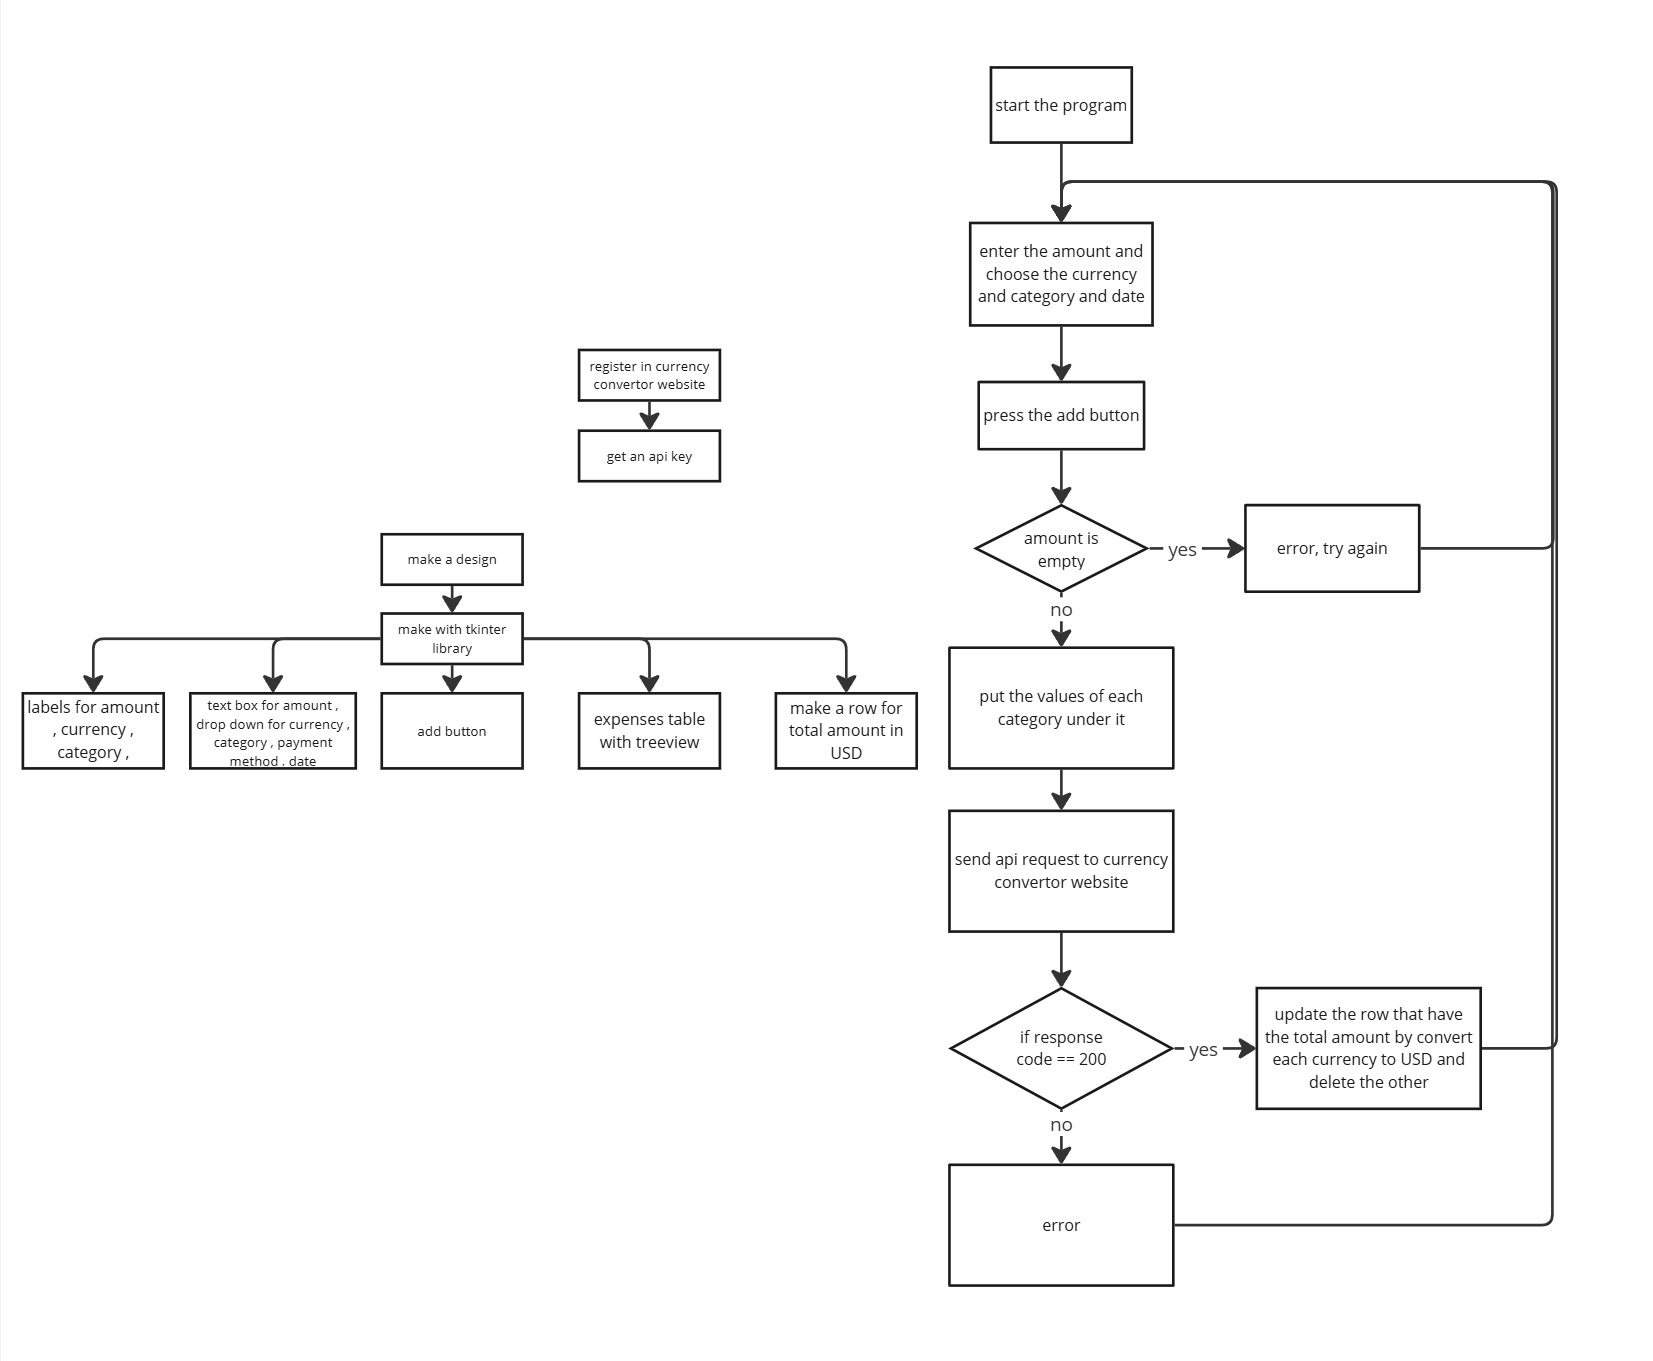 start the program
enter the amount and
choose the currency
and category and date
register in currency
convertor website
press the add button
get an api key
amount is
empty
yes
error, try again
no
make a design
make with tkinter
library
labels for amount
, currency ,
category ,
text box for amount ,
drop down for currency ,
category , payment
method . date
add button
expenses table
with treeview
make a row for
total amount in
USD
put the values of each
category under it
send api request to currency
convertor website
if response
code == 200
yes
update the row that have
the total amount by convert
each currency to USD and
delete the other
no
error